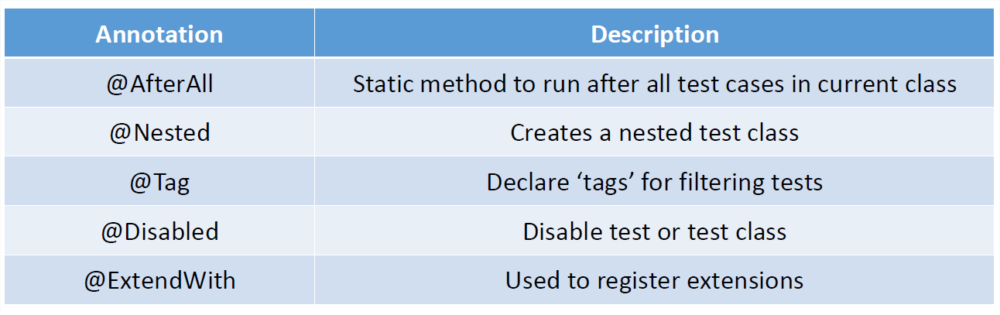 Annotation Description
@AfterAll Static method to run after all test cases in current class
@Nested Creates a nested test class
@Tag Declare ‘tags’ for filtering tests
@Disabled Disable test or test class
@ExtendWith Used to register extensions